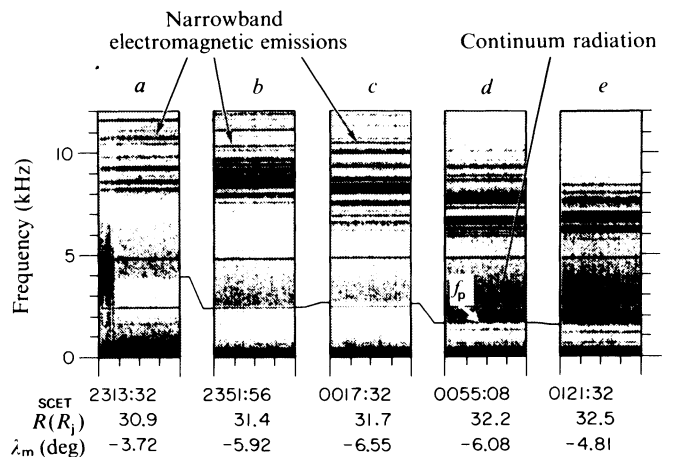 Narrowband
electromagnetic emissions
Continuum radiation
a b c d e
10
5
0
Frequency (kHz)
fp
SCET 2313:32 2351:56 0017:32 0055:08 0121:32
R(Rj) 30.9 31.4 31.7 32.2 32.5
λm (deg) −3.72 −5.92 −6.55 −6.08 −4.81